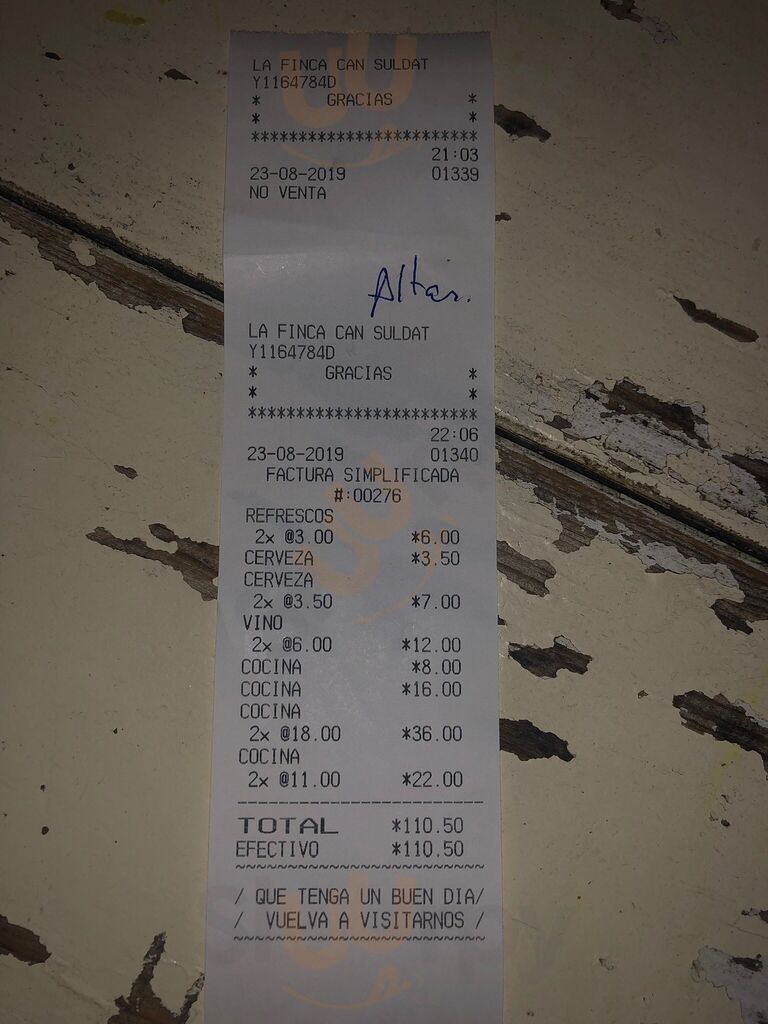 LA FINCA CAN SULDAT
Y1164784D
* GRACIAS *
* *
************************
21:03
23-08-2019 01339
NO VENTA
Altar.
LA FINCA CAN SULDAT
Y1164784D
* GRACIAS *
* *
************************
22:06
23-08-2019 01340
FACTURA SIMPLIFICADA
#:00276
REFRESCOS
2x @3.00 *6.00
CERVEZA *3.50
CERVEZA
2x @3.50 *7.00
VINO
2x @6.00 *12.00
COCINA *8.00
COCINA *16.00
COCINA
2x @18.00 *36.00
COCINA
2x @11.00 *22.00
TOTAL *110.50
EFECTIVO *110.50
/ QUE TENGA UN BUEN DIA/
/ VUELVA A VISITARNOS /